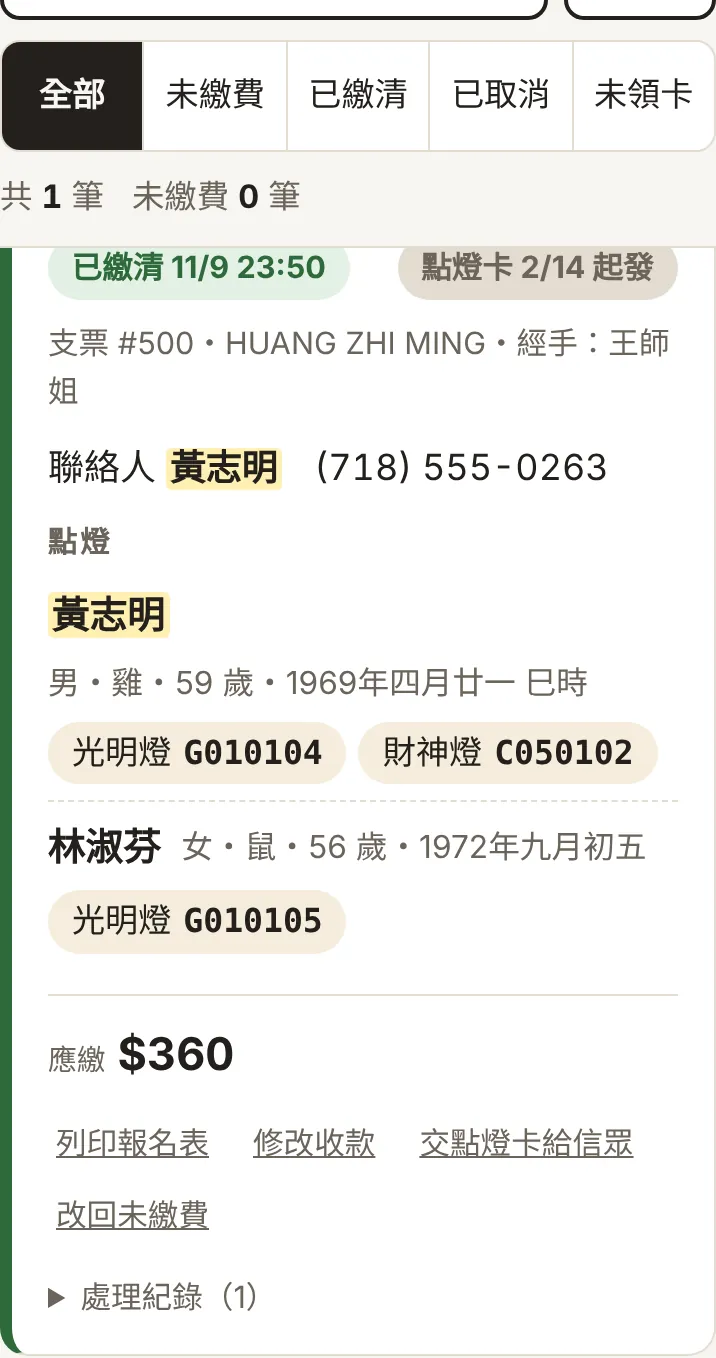 全部 未繳費 已繳清 已取消 未領卡
共 1 筆 未繳費 0 筆
已繳清 11/9 23:50 點燈卡 2/14 起發
支票 #500・HUANG ZHI MING・經手：王師
姐
聯絡人 黃志明 (718) 555-0263
點燈
黃志明
男・雞・59 歲・1969年四月廿一 巳時
光明燈 G010104 財神燈 C050102
林淑芬 女・鼠・56 歲・1972年九月初五
光明燈 G010105
應繳 $360
列印報名表 修改收款 交點燈卡給信眾
改回未繳費
▶ 處理紀錄（1）